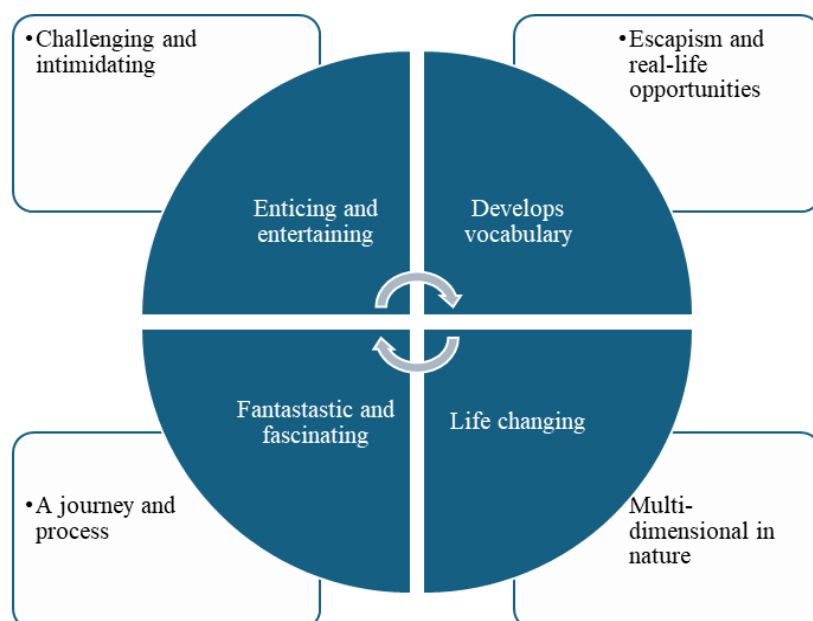 •Challenging and
intimidating
•Escapism and
real-life
opportunities
Enticing and
entertaining
Develops
vocabulary
Fantastastic and
fascinating
Life changing
•A journey and
process
Multi-
dimensional in
nature